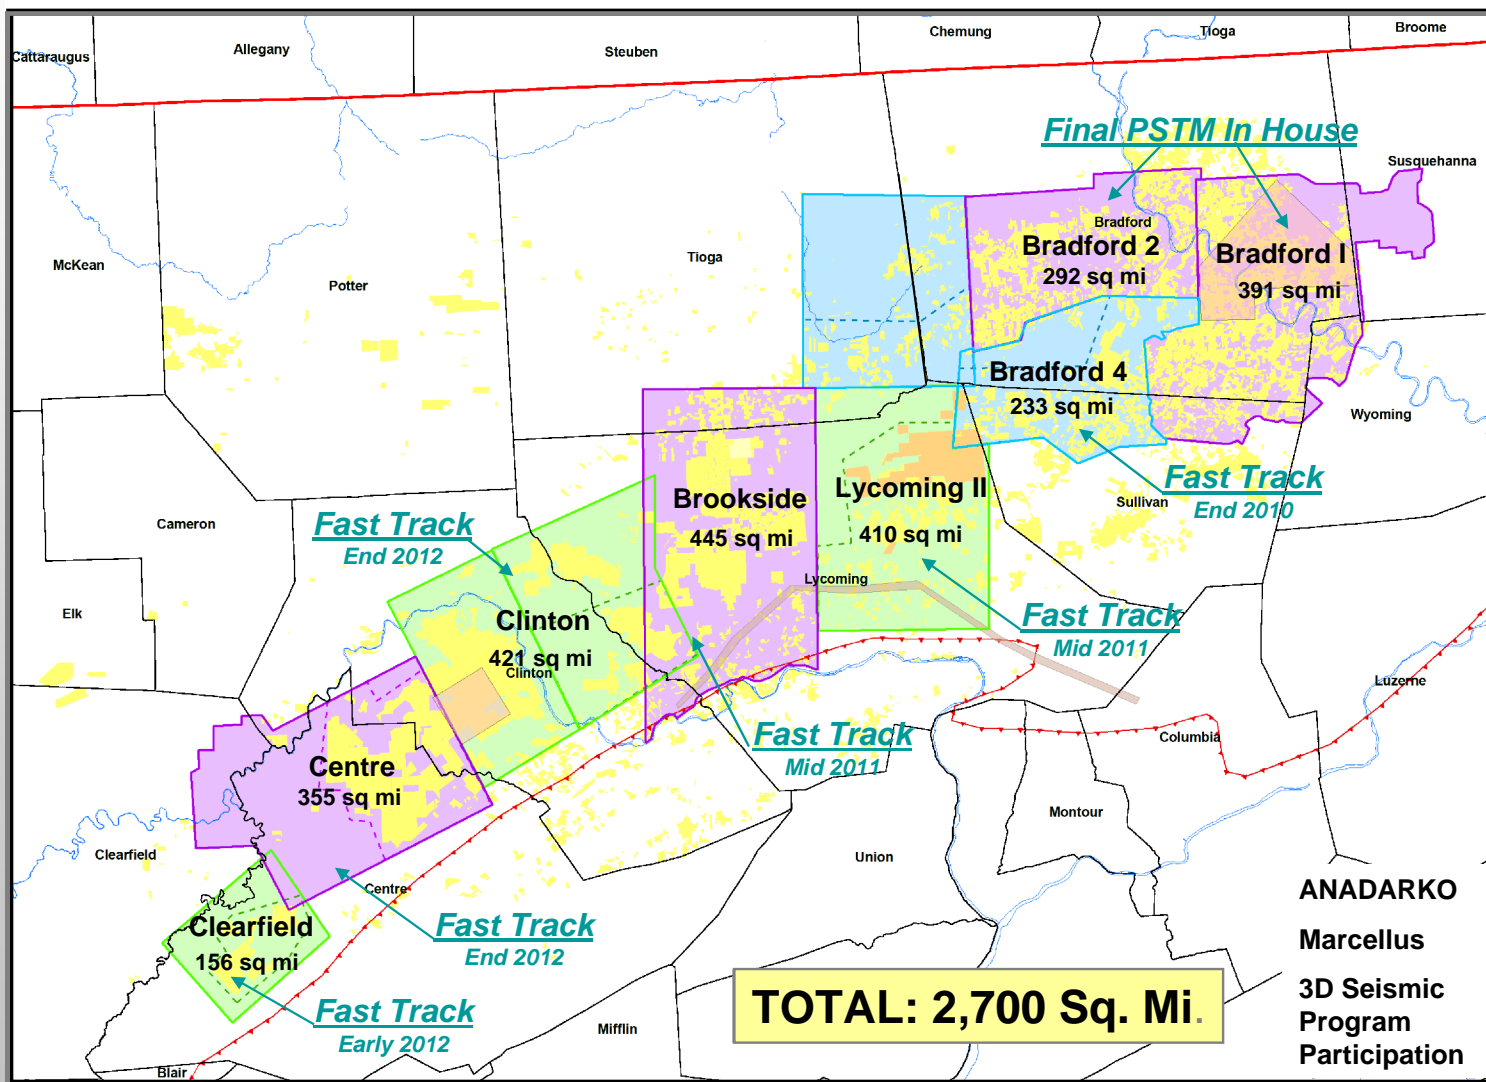 Cattaraugus
Allegany
Steuben
Chemung
Tioga
Broome
Final PSTM In House
Susquehanna
McKean
Potter
Tioga
Bradford
Bradford 2
292 sq mi
Bradford I
391 sq mi
Bradford 4
233 sq mi
Wyoming
Brookside
445 sq mi
Lycoming II
410 sq mi
Fast Track
End 2010
Sullivan
Cameron
Fast Track
End 2012
Lycoming
Elk
Clinton
421 sq mi
Clinton
Fast Track
Mid 2011
Luzerne
Fast Track
Mid 2011
Columbia
Centre
355 sq mi
Montour
Clearfield
Union
Centre
ANADARKO
Marcellus
3D Seismic
Program
Participation
Clearfield
156 sq mi
Fast Track
End 2012
Fast Track
Early 2012
TOTAL: 2,700 Sq. Mi.
Mifflin
Blair